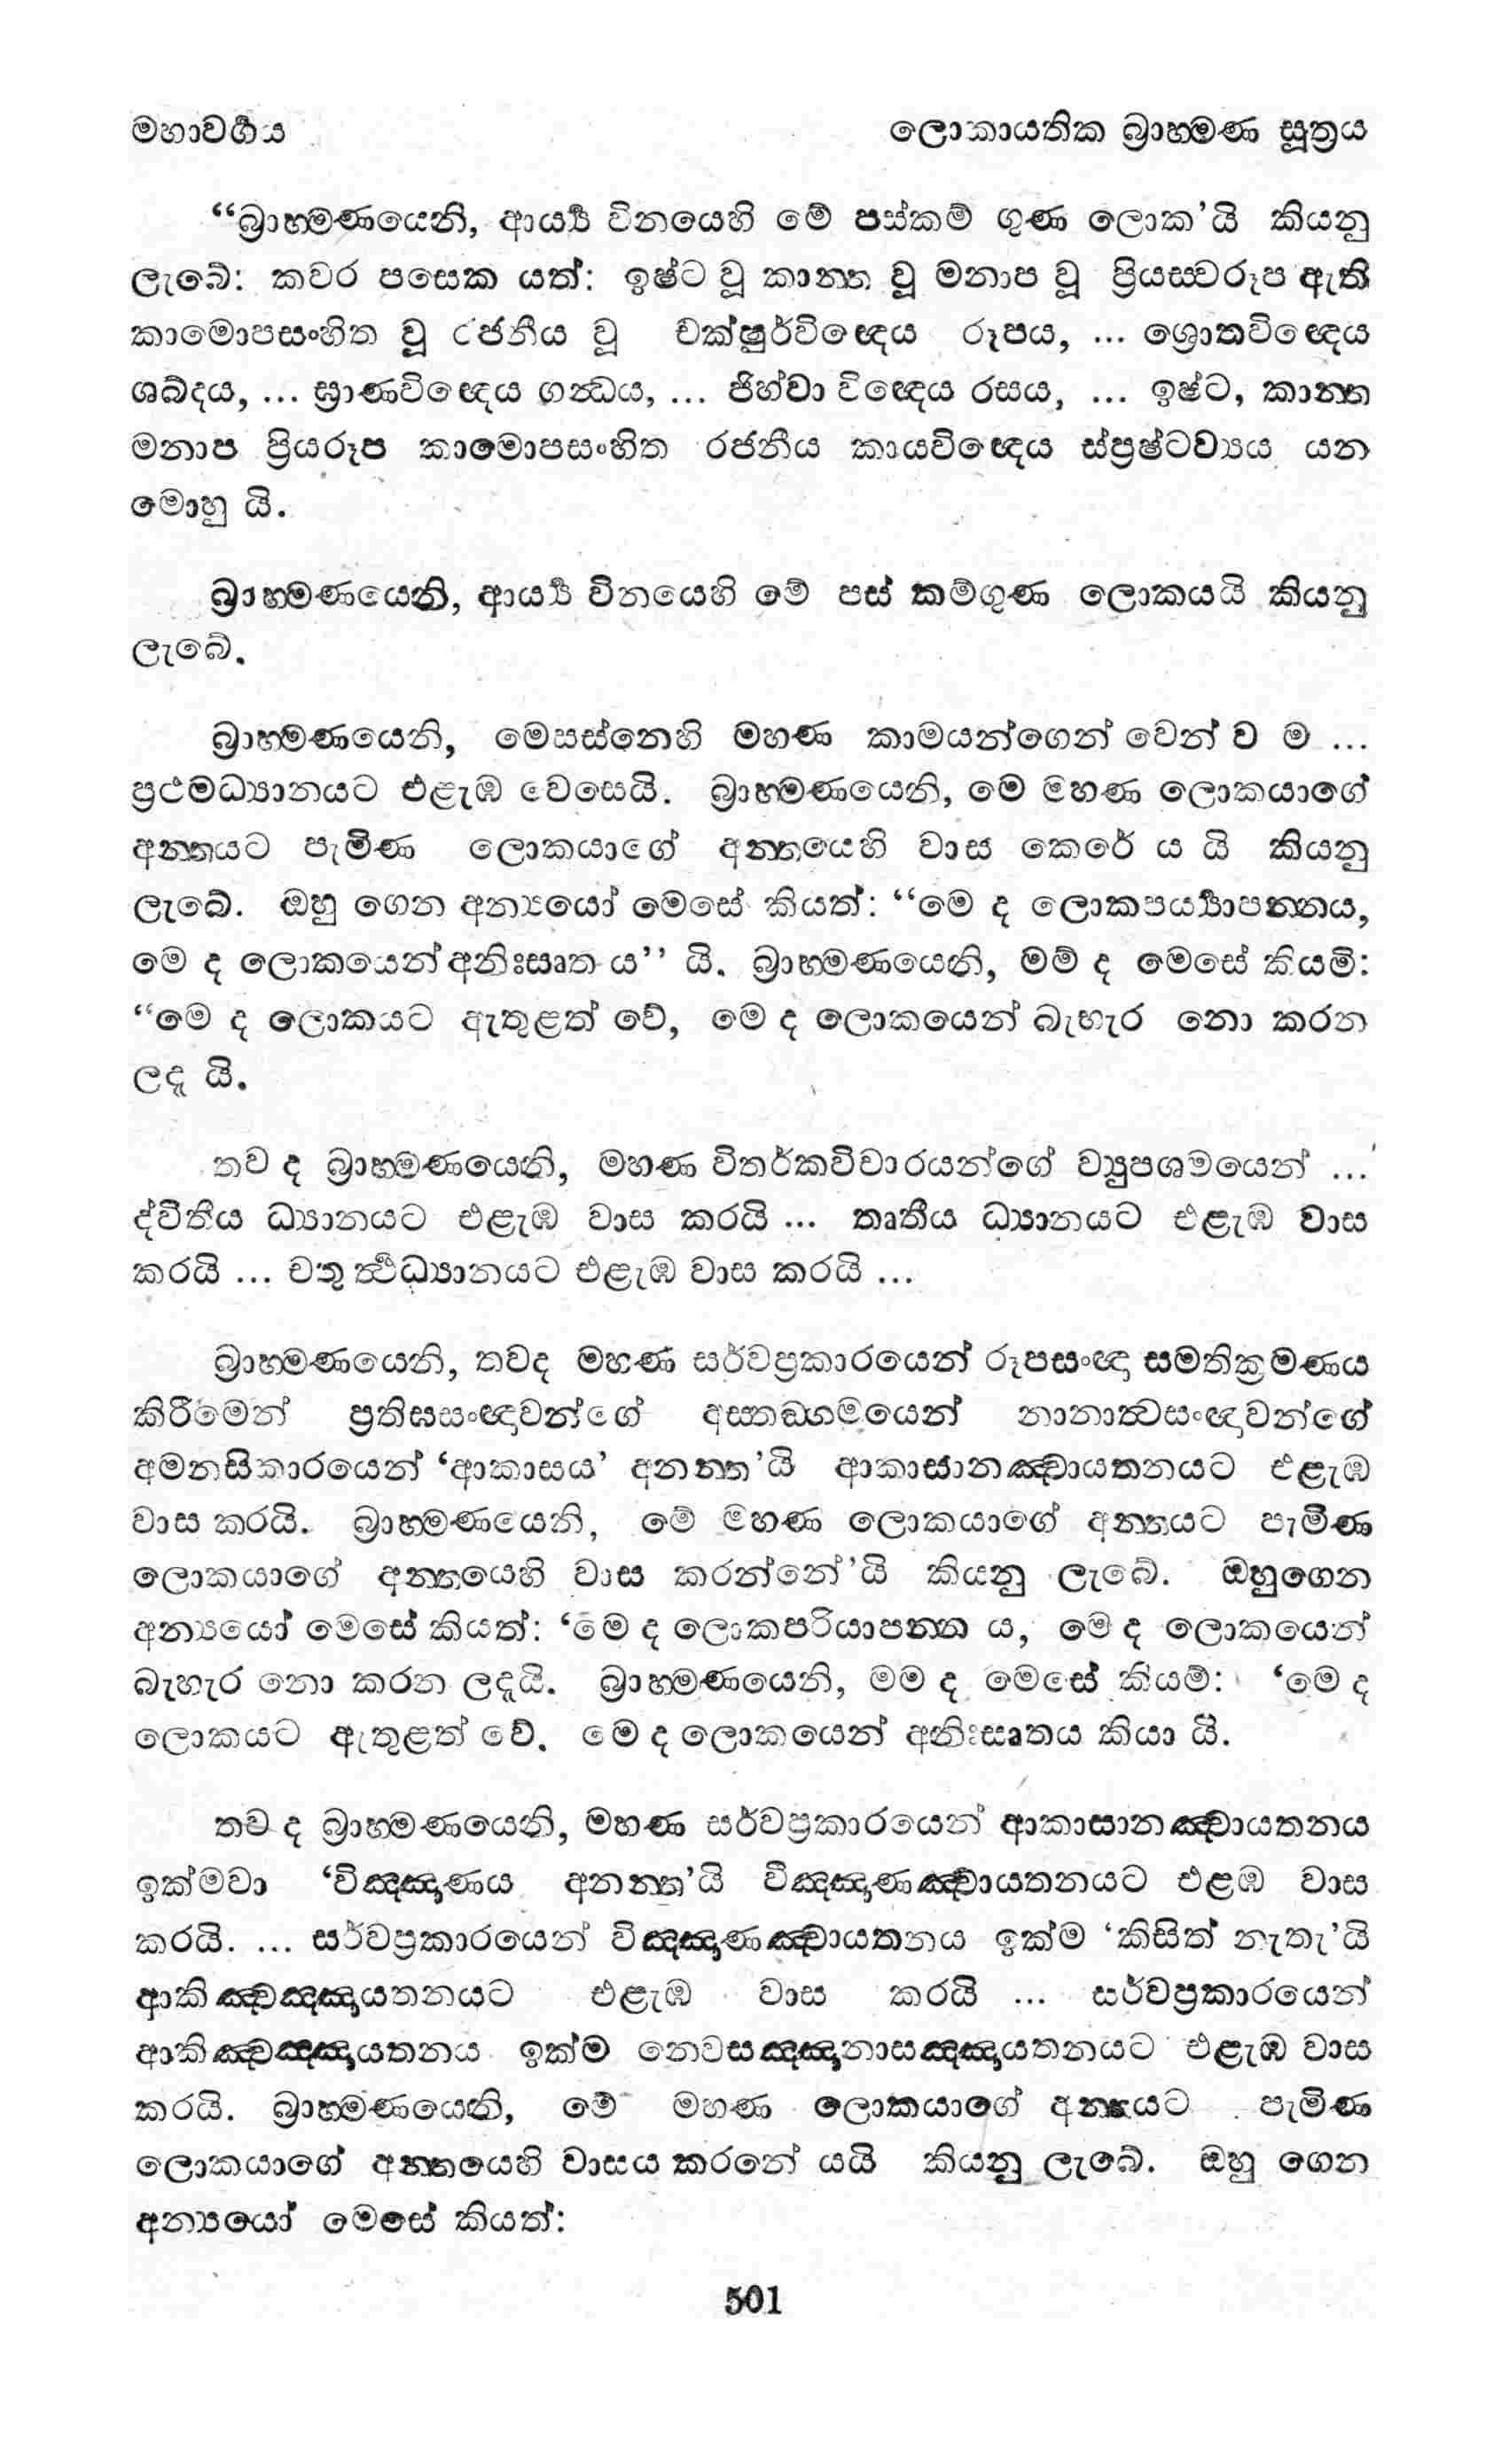 මහාවර්‍ගය ලොකායතික බ්‍රාහ්මණ සූත්‍රය
“බ්‍රාහ්මණයෙනි, ආර්‍ය්‍ය විනයෙහි මේ පස්කම් ගුණ ලොක’යි කියනු
ලැබේ: කවර පසෙක යත්: ඉෂ්ට වූ කාන්ත වූ මනාප වූ ප්‍රියස්වරූප ඇති
කාමොපසංහිත වූ රජනීය වූ චක්ෂුර්විඥෙය රූපය, ... ශ්‍රොතවිඥෙය
ශබ්දය, ... ඝ්‍රාණවිඥෙය ගන්ධය, ... ජිහ්වා විඥෙය රසය, ... ඉෂ්ට, කාන්ත
මනාප ප්‍රියරූප කාමොපසංහිත රජනීය කායවිඥෙය ස්ප්‍රෂ්ටව්‍යය යන
මොහු යි.
බ්‍රාහ්මණයෙනි, ආර්‍ය්‍ය විනයෙහි මේ පස් කම්ගුණ ලොකයයි කියනු
ලැබේ.
බ්‍රාහ්මණයෙනි, මෙසස්නෙහි මහණ කාමයන්ගෙන් වෙන් ව ම ...
ප්‍රථමධ්‍යානයට එළැඹ වෙසෙයි. බ්‍රාහ්මණයෙනි, මෙ මහණ ලොකයාගේ
අන්තයට පැමිණ ලොකයාගේ අන්තයෙහි වාස කෙරේ ය යි කියනු
ලැබේ. ඔහු ගෙන අන්‍යයෝ මෙසේ කියත්: “මෙ ද ලොකපර්‍ය්‍යාපන්නය,
මෙ ද ලොකයෙන් අනිඃසෘත ය” යි. බ්‍රාහ්මණයෙනි, මම් ද මෙසේ කියමි:
“මෙ ද ලොකයට ඇතුළත් වේ, මෙ ද ලොකයෙන් බැහැර නො කරන
ලදැ යි.
තව ද බ්‍රාහ්මණයෙනි, මහණ විතර්කවිචාරයන්ගේ ව්‍යුපශමයෙන් ...
ද්විතීය ධ්‍යානයට එළැඹ වාස කරයි ... තෘතීය ධ්‍යානයට එළැඹ වාස
කරයි ... චතුර්‍ත්‍ථධ්‍යානයට එළැඹ වාස කරයි ...
බ්‍රාහ්මණයෙනි, තවද මහණ සර්වප්‍රකාරයෙන් රූපසංඥා සමතික්‍රමණය
කිරීමෙන් ප්‍රතිඝසංඥාවන්ගේ අස්තඞ්ගමයෙන් නානාත්වසංඥාවන්ගේ
අමනසිකාරයෙන් ‘ආකාසය’ අනන්ත’යි ආකාසානඤ්චායතනයට එළැඹ
වාස කරයි. බ්‍රාහ්මණයෙනි, මේ මහණ ලොකයාගේ අන්තයට පැමිණ
ලොකයාගේ අන්තයෙහි වාස කරන්නේ’යි කියනු ලැබේ. ඔහුගෙන
අන්‍යයෝ මෙසේ කියත්: ‘මෙ ද ලොකපරියාපන්න ය, මෙ ද ලොකයෙන්
බැහැර නො කරන ලදැයි. බ්‍රාහ්මණයෙනි, මම ද මෙසේ කියම්: ‘මෙ ද
ලොකයට ඇතුළත් වේ. මෙ ද ලොකයෙන් අනිඃසෘතය කියා යි.
තව ද බ්‍රාහ්මණයෙනි, මහණ සර්වප්‍රකාරයෙන් ආකාසානඤ්චායතනය
ඉක්මවා ‘විඤ්ඤාණය අනන්ත’යි විඤ්ඤාණඤ්චායතනයට එළඹ වාස
කරයි. ... සර්වප්‍රකාරයෙන් විඤ්ඤාණඤ්චායතනය ඉක්ම ‘කිසිත් නැතැ’යි
ආකිඤ්චඤ්ඤායතනයට එළැඹ වාස කරයි ... සර්වප්‍රකාරයෙන්
ආකිඤ්චඤ්ඤායතනය ඉක්ම නෙවසඤ්ඤානාසඤ්ඤායතනයට එළැඹ වාස
කරයි. බ්‍රාහ්මණයෙනි, මේ මහණ ලොකයාගේ අන්තයට පැමිණ
ලොකයාගේ අන්තයෙහි වාසය කරනේ යයි කියනු ලැබේ. ඔහු ගෙන
අන්‍යයෝ මෙසේ කියත්:
501